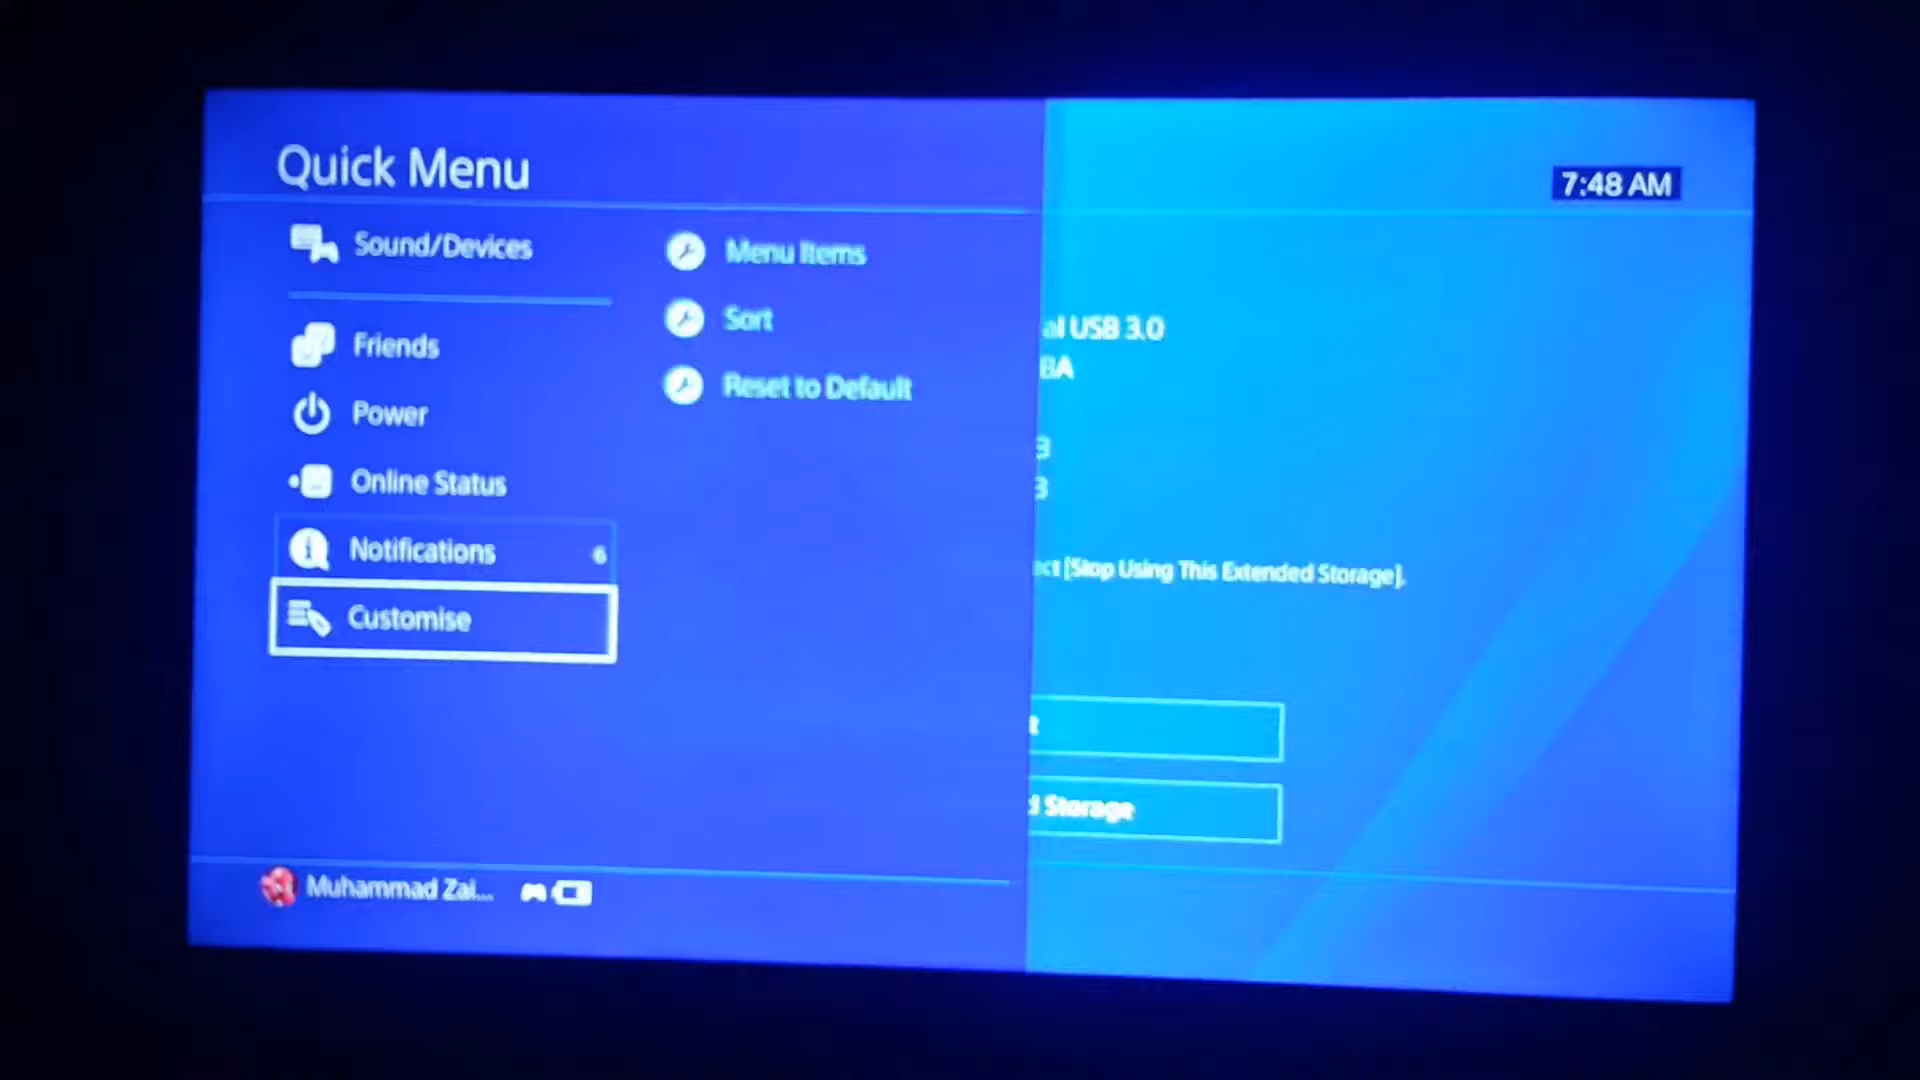 Quick Menu
7:48 AM
Sound/Devices
Friends
Power
Online Status
Notifications 6
Customise
Menu Items
Sort
Reset to Default
al USB 3.0
BA
ct [Stop Using This Extended Storage].
t
d Storage
Muhammad Zai...